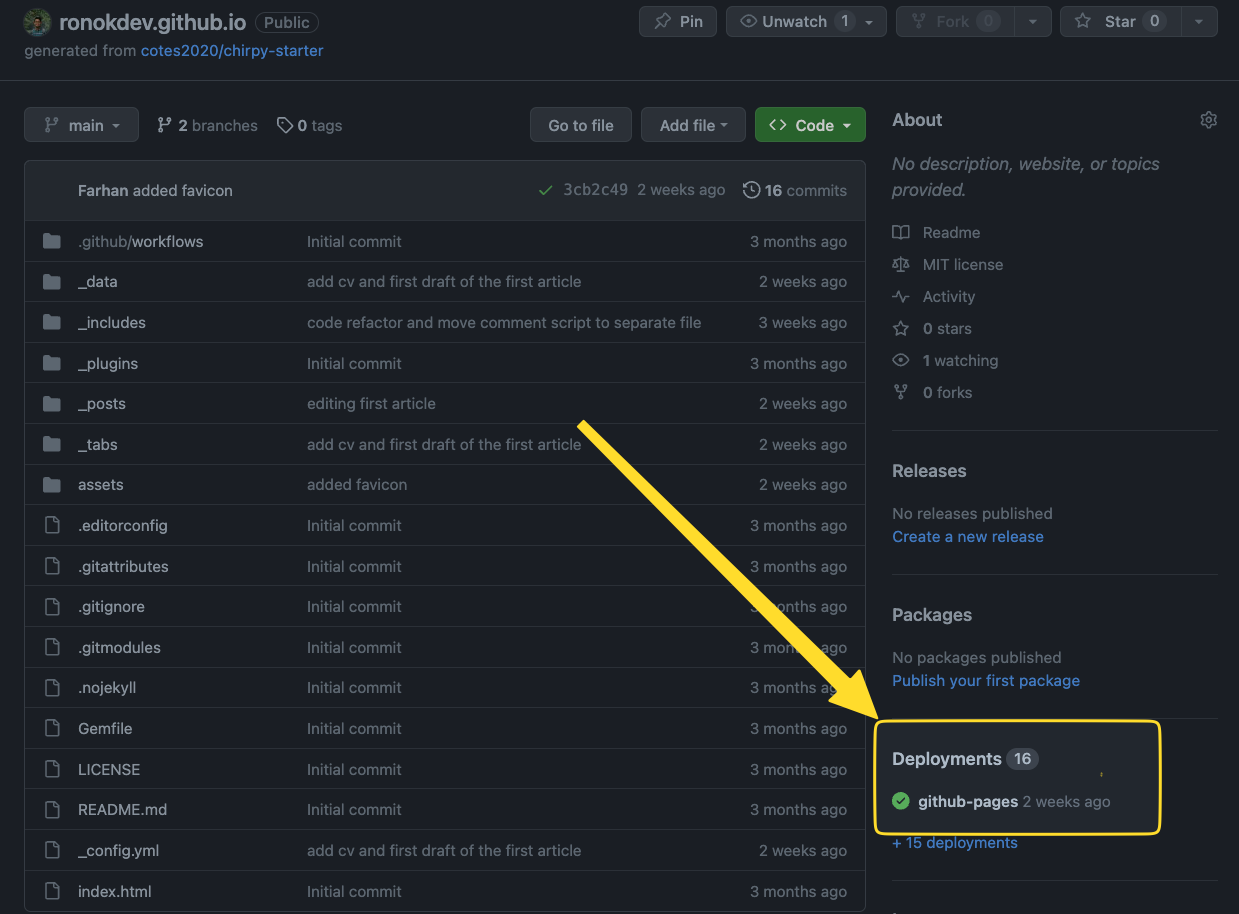 ronokdev.github.io Public Pin Unwatch 1 Fork 0 Star 0
generated from cotes2020/chirpy-starter
main 2 branches 0 tags Go to file Add file Code
Farhan added favicon 3cb2c49 2 weeks ago 16 commits
.github/workflows Initial commit 3 months ago
_data add cv and first draft of the first article 2 weeks ago
_includes code refactor and move comment script to separate file 3 weeks ago
_plugins Initial commit 3 months ago
_posts editing first article 2 weeks ago
_tabs add cv and first draft of the first article 2 weeks ago
assets added favicon 2 weeks ago
.editorconfig Initial commit 3 months ago
.gitattributes Initial commit 3 months ago
.gitignore Initial commit 3 months ago
.gitmodules Initial commit 3 months ago
.nojekyll Initial commit 3 months ago
Gemfile Initial commit 3 months ago
LICENSE Initial commit 3 months ago
README.md Initial commit 3 months ago
_config.yml add cv and first draft of the first article 2 weeks ago
index.html Initial commit 3 months ago
About
No description, website, or topics
provided.
Readme
MIT license
Activity
0 stars
1 watching
0 forks
Releases
No releases published
Create a new release
Packages
No packages published
Publish your first package
Deployments 16
github-pages 2 weeks ago
+ 15 deployments